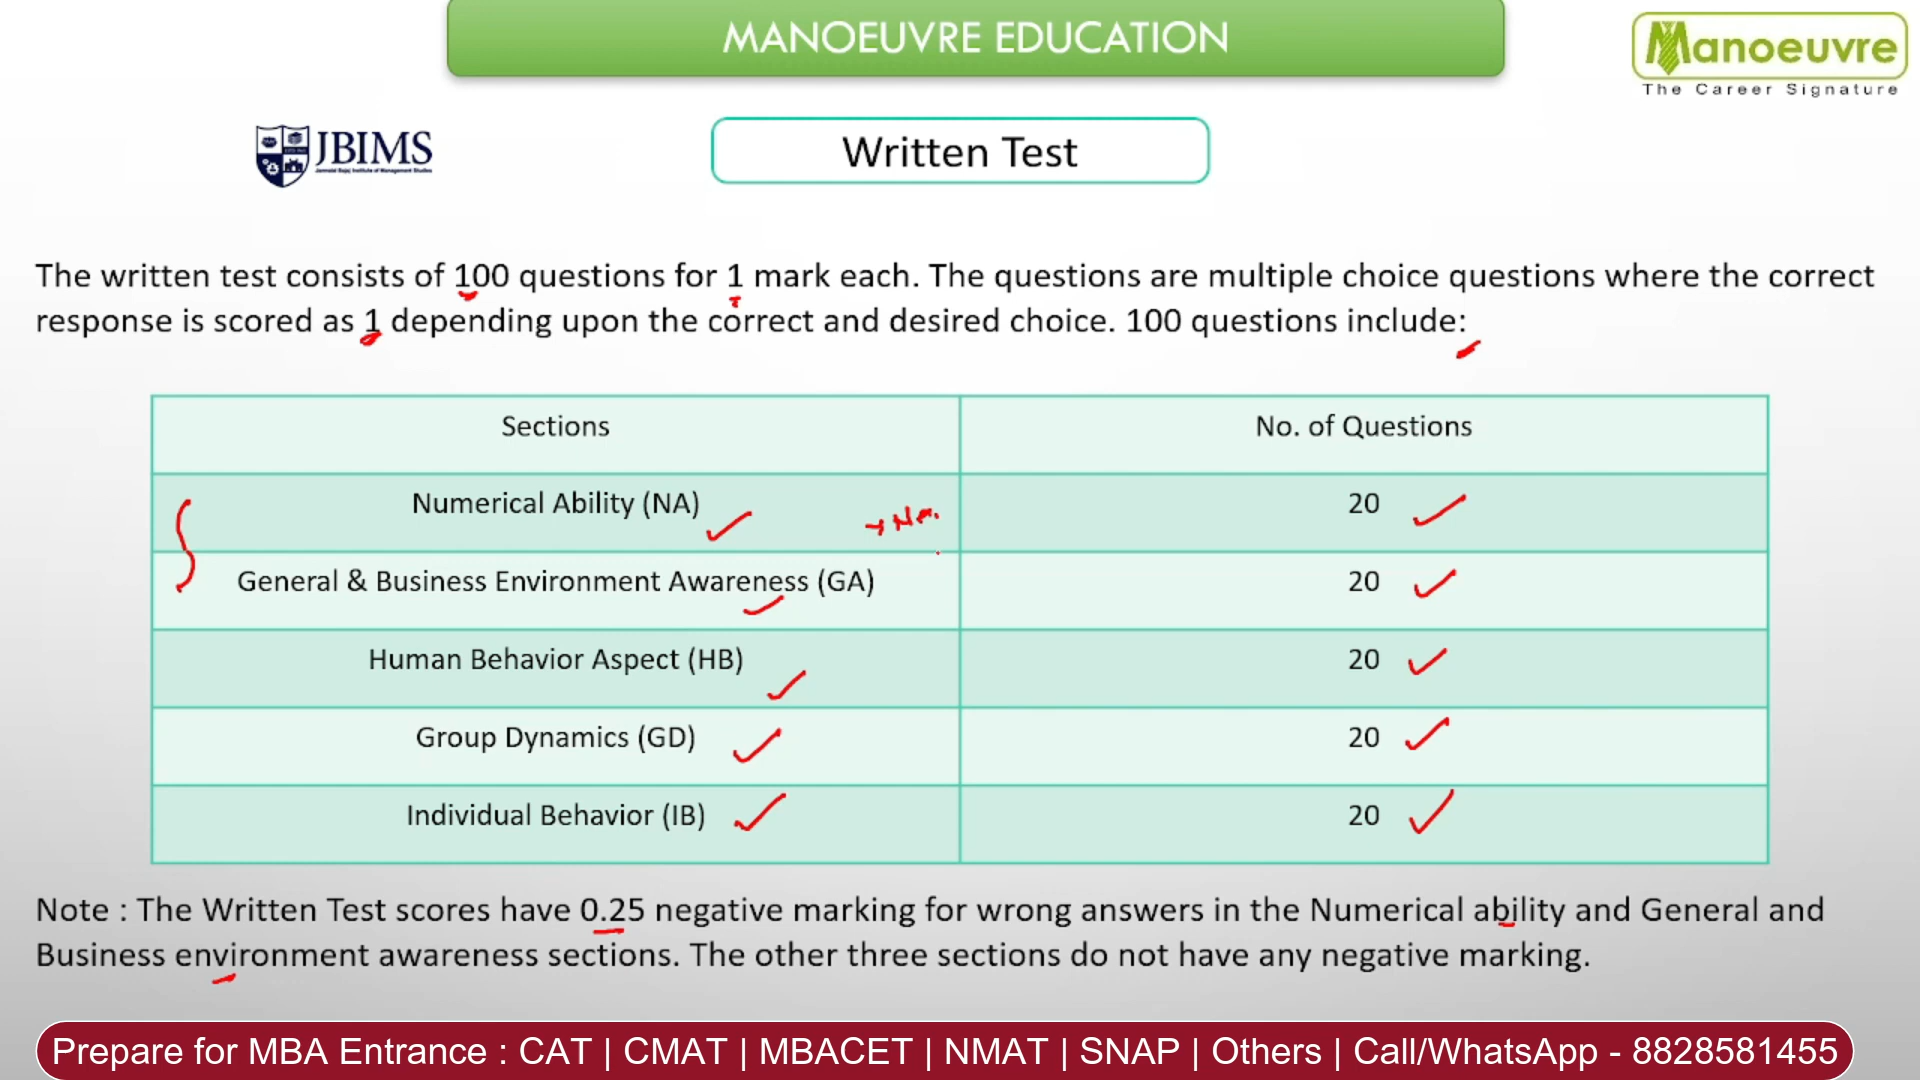 MANOEUVRE EDUCATION
Manoeuvre
The Career Signature
JBIMS
Jamnalal Bajaj Institute of Management Studies
Written Test
The written test consists of 100 questions for 1 mark each. The questions are multiple choice questions where the correct
response is scored as 1 depending upon the correct and desired choice. 100 questions include:
Sections No. of Questions
Numerical Ability (NA) 20
General & Business Environment Awareness (GA) 20
Human Behavior Aspect (HB) 20
Group Dynamics (GD) 20
Individual Behavior (IB) 20
Note : The Written Test scores have 0.25 negative marking for wrong answers in the Numerical ability and General and
Business environment awareness sections. The other three sections do not have any negative marking.
Prepare for MBA Entrance : CAT | CMAT | MBACET | NMAT | SNAP | Others | Call/WhatsApp - 8828581455